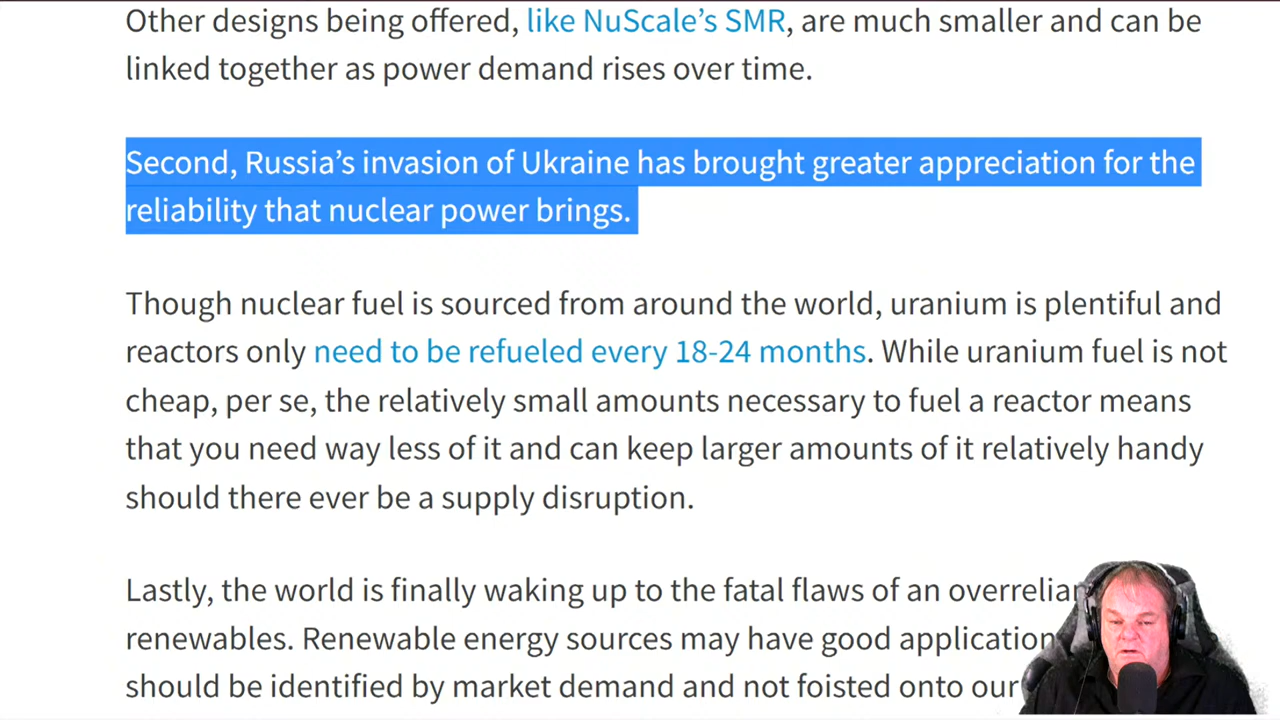 Other designs being offered, like NuScale’s SMR, are much smaller and can be
linked together as power demand rises over time.
Second, Russia’s invasion of Ukraine has brought greater appreciation for the
reliability that nuclear power brings.
Though nuclear fuel is sourced from around the world, uranium is plentiful and
reactors only need to be refueled every 18-24 months. While uranium fuel is not
cheap, per se, the relatively small amounts necessary to fuel a reactor means
that you need way less of it and can keep larger amounts of it relatively handy
should there ever be a supply disruption.
Lastly, the world is finally waking up to the fatal flaws of an
renewables. Renewable energy sources may have good
should be identified by market demand and not foisted onto our